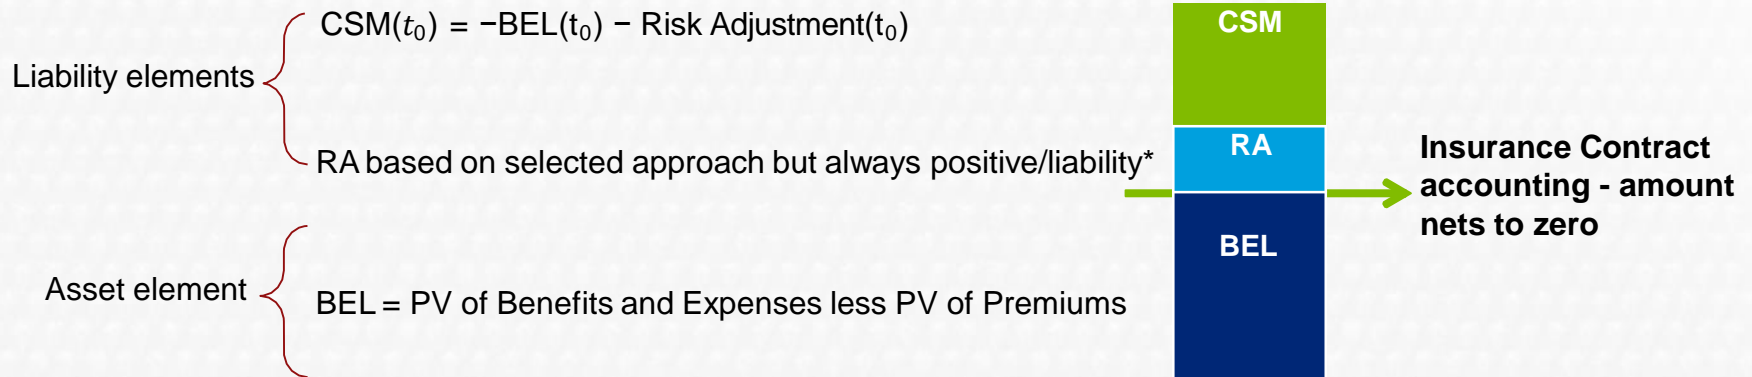 CSM(t₀) = −BEL(t₀) − Risk Adjustment(t₀)
Liability elements
RA based on selected approach but always positive/liability*
Asset element
BEL = PV of Benefits and Expenses less PV of Premiums
CSM
RA
BEL
Insurance Contract
accounting - amount
nets to zero